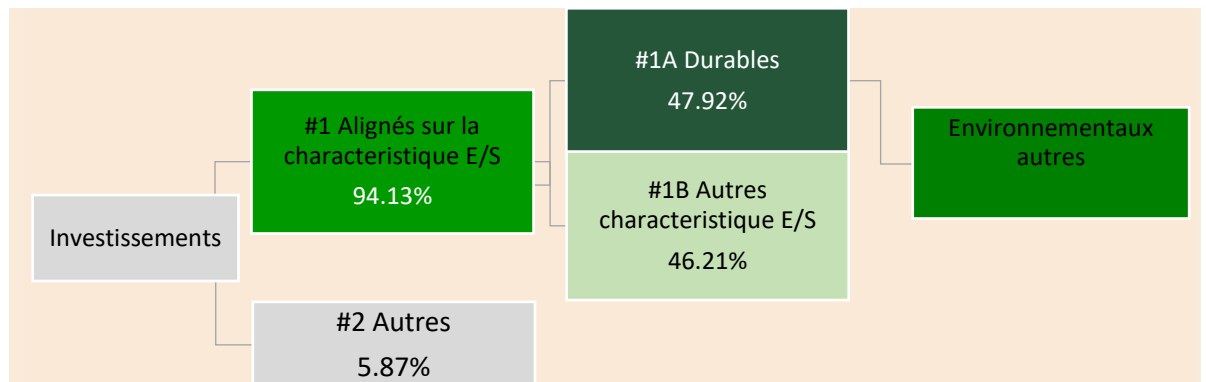 Investissements
#1 Alignés sur la
characteristique E/S
94.13%
#2 Autres
5.87%
#1A Durables
47.92%
#1B Autres
characteristique E/S
46.21%
Environnementaux
autres